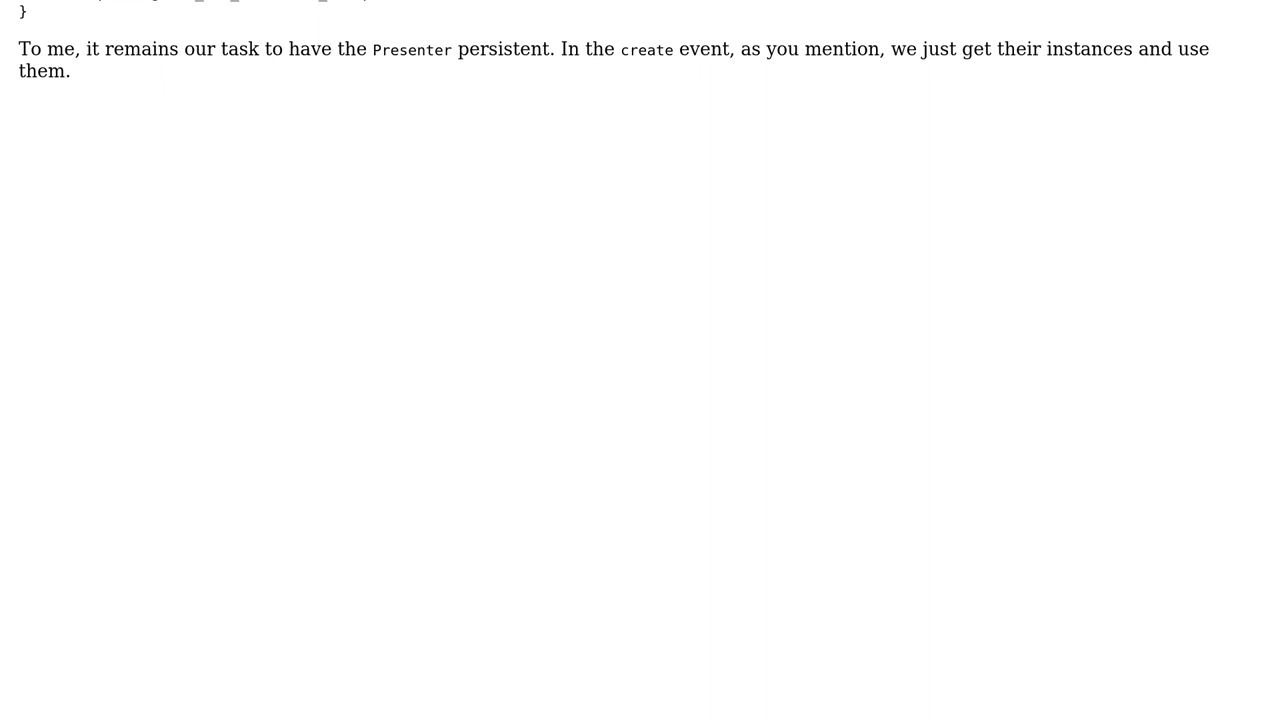 }
To me, it remains our task to have the Presenter persistent. In the create event, as you mention, we just get their instances and use
them.